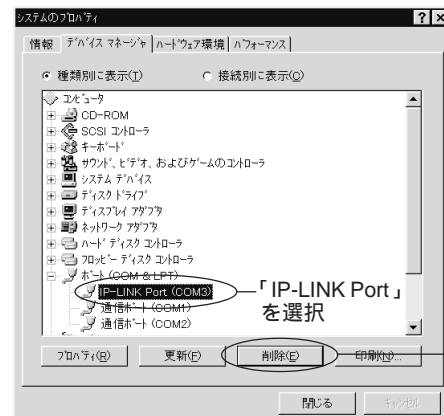 システムのプロパティ
情報 デバイス マネージャ ハードウェア環境 パフォーマンス
種類別に表示(T) 接続別に表示(C)
コンピュータ
CD-ROM
SCSI コントローラ
キーボード
サウンド、ビデオ、およびゲームのコントローラ
システム デバイス
ディスク ドライブ
ディスプレイ アダプタ
ネットワーク アダプタ
ハード ディスク コントローラ
フロッピー ディスク コントローラ
ポート (COM & LPT)
IP-LINK Port (COM3)
「IP-LINK Port」
を選択
通信ポート (COM1)
通信ポート (COM2)
プロパティ(R) 更新(F) 削除(E) 印刷(N)...
閉じる キャンセル